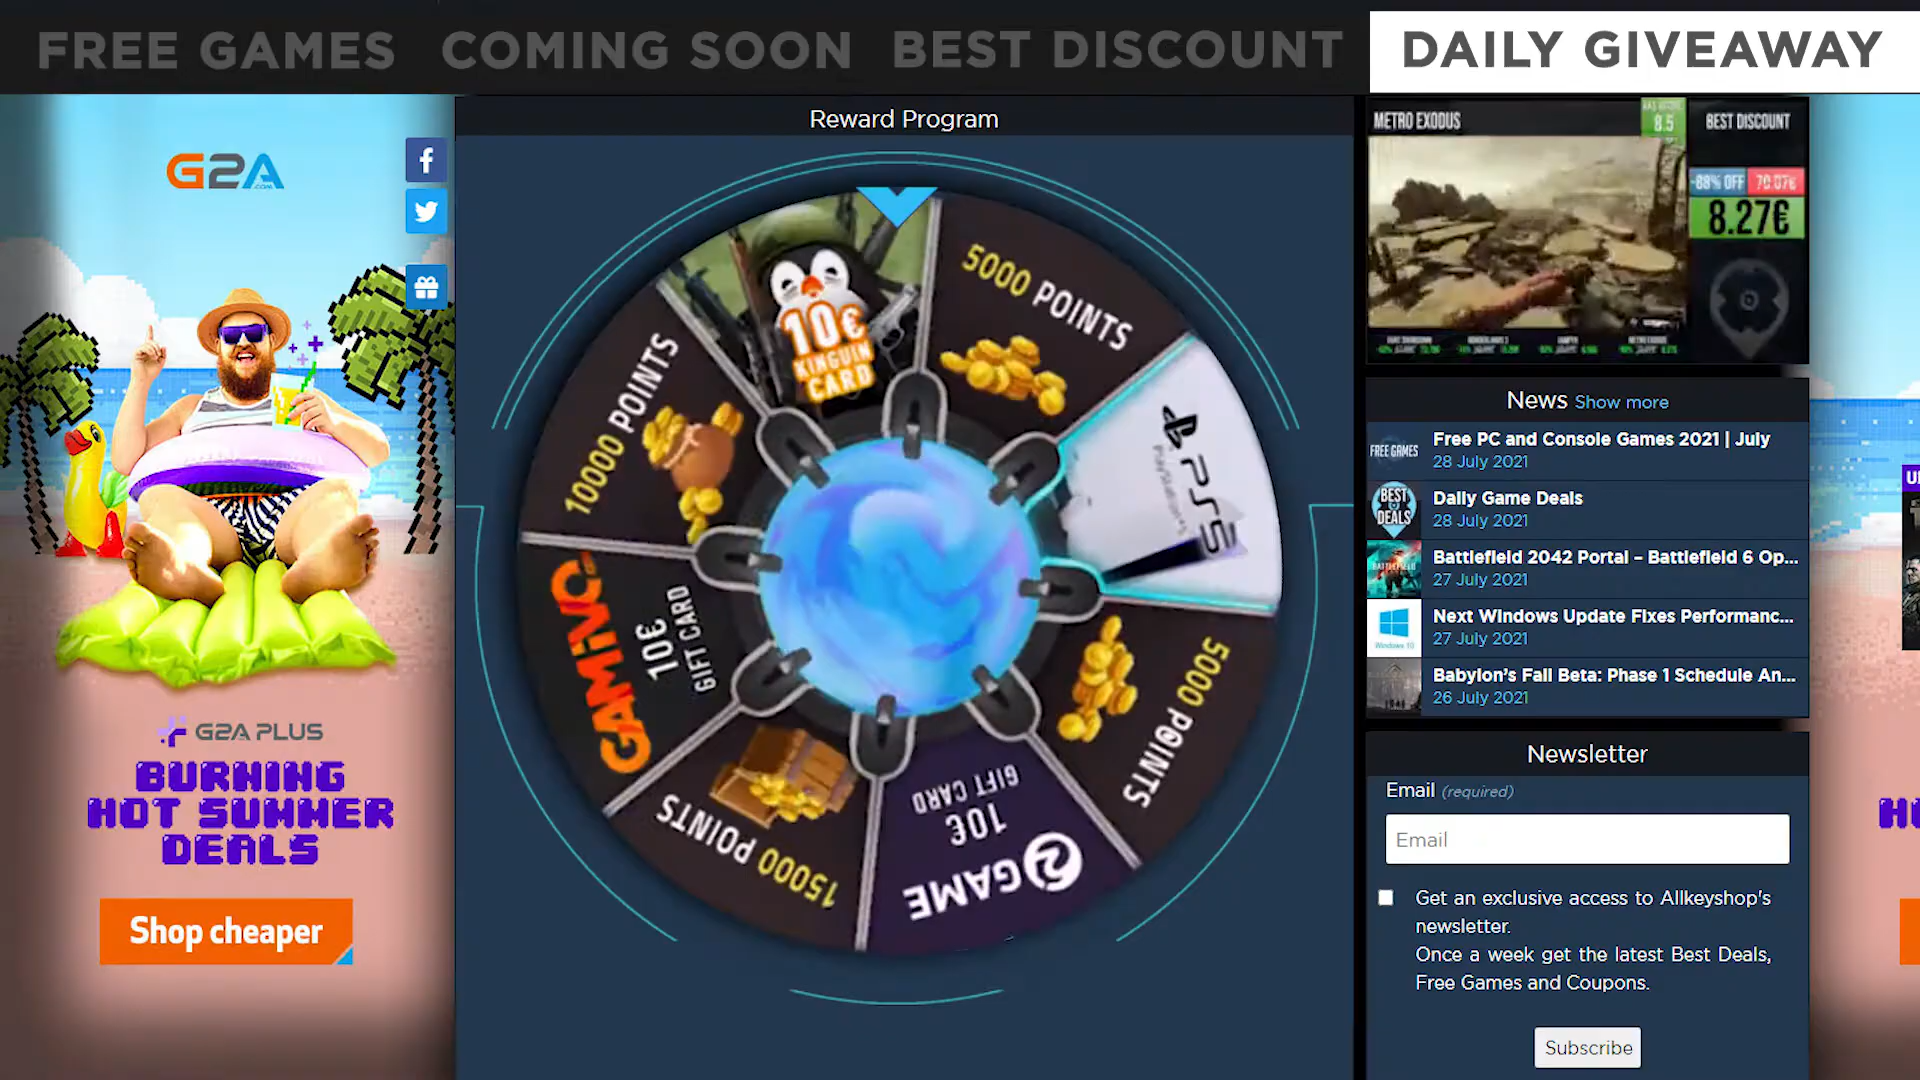 FREE GAMES
COMING SOON
BEST DISCOUNT
DAILY GIVEAWAY
G2A
.COM
G2A PLUS
BURNING
HOT SUMMER
DEALS
Shop cheaper
Reward Program
5000 POINTS
PS5
5000 POINTS
2GAME
10€
GIFT CARD
15000 POINTS
GAMIVO
10€
GIFT CARD
10000 POINTS
10€
KINGUIN
CARD
METRO EXODUS
8.5
BEST DISCOUNT
-88% OFF
70.07€
8.27€
News Show more
FREE GAMES
Free PC and Console Games 2021 | July
28 July 2021
BEST
DEALS
Daily Game Deals
28 July 2021
Battlefield 2042 Portal – Battlefield 6 Op...
27 July 2021
Windows 10
Next Windows Update Fixes Performanc...
27 July 2021
Babylon's Fall Beta: Phase 1 Schedule An...
26 July 2021
Newsletter
Email (required)
Email
Get an exclusive access to Allkeyshop's
newsletter.
Once a week get the latest Best Deals,
Free Games and Coupons.
Subscribe